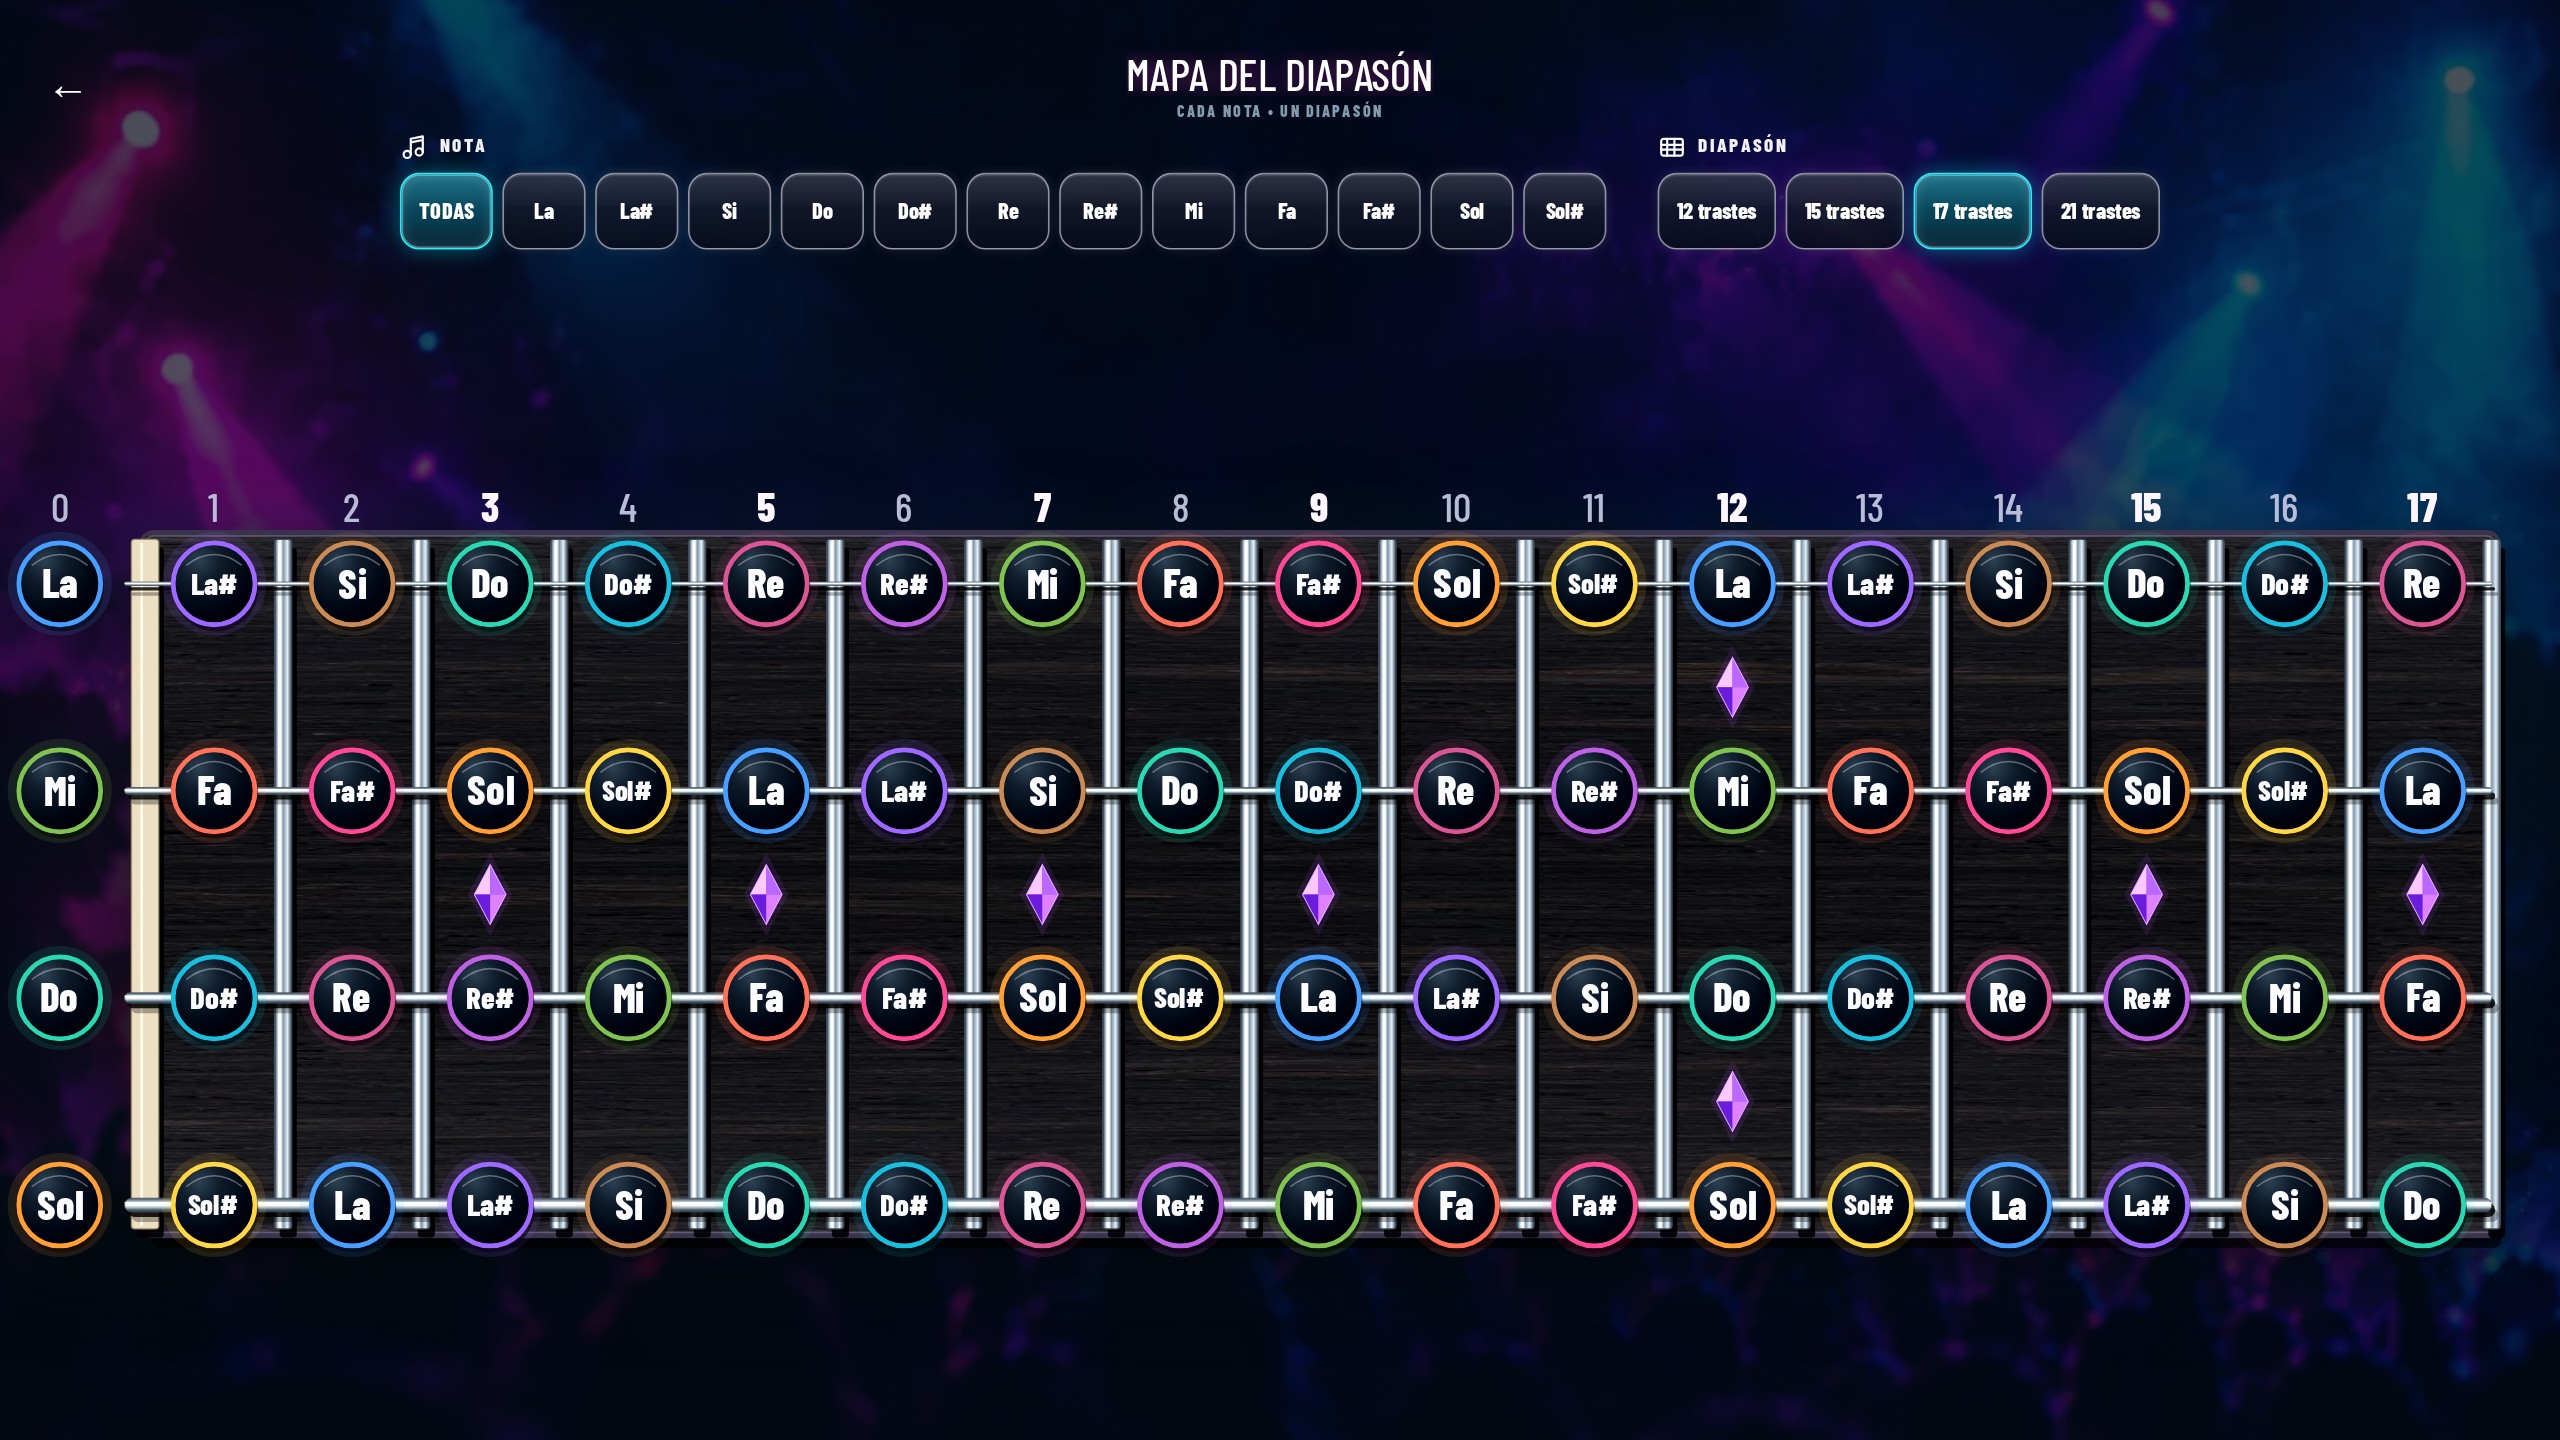 ←
MAPA DEL DIAPASÓN
CADA NOTA • UN DIAPASÓN
NOTA
DIAPASÓN
TODAS La La# Si Do Do# Re Re# Mi Fa Fa# Sol Sol# 12 trastes 15 trastes 17 trastes 21 trastes
0 1 2 3 4 5 6 7 8 9 10 11 12 13 14 15 16 17
La La# Si Do Do# Re Re# Mi Fa Fa# Sol Sol# La La# Si Do Do# Re
Mi Fa Fa# Sol Sol# La La# Si Do Do# Re Re# Mi Fa Fa# Sol Sol# La
Do Do# Re Re# Mi Fa Fa# Sol Sol# La La# Si Do Do# Re Re# Mi Fa
Sol Sol# La La# Si Do Do# Re Re# Mi Fa Fa# Sol Sol# La La# Si Do